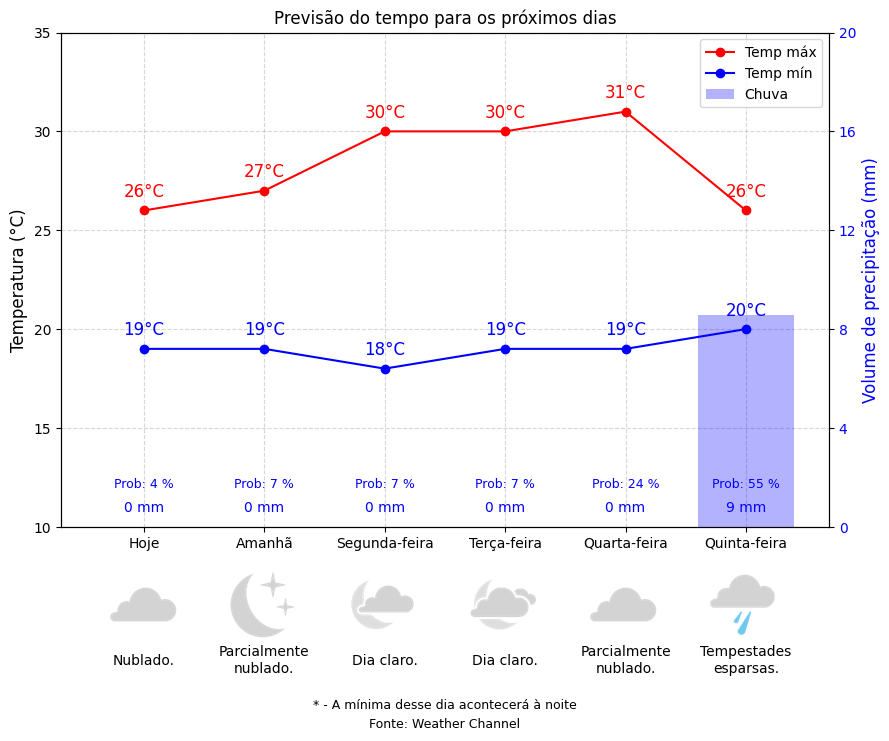 Previsão do tempo para os próximos dias
Temp máx
Temp mín
Chuva
Temperatura (°C)
Volume de precipitação (mm)
35
30
25
20
15
10
20
16
12
8
4
0
26°C
27°C
30°C
30°C
31°C
26°C
19°C
19°C
18°C
19°C
19°C
20°C
Prob: 4 %
Prob: 7 %
Prob: 7 %
Prob: 7 %
Prob: 24 %
Prob: 55 %
0 mm
0 mm
0 mm
0 mm
0 mm
9 mm
Hoje
Amanhã
Segunda-feira
Terça-feira
Quarta-feira
Quinta-feira
Nublado.
Parcialmente
nublado.
Dia claro.
Dia claro.
Parcialmente
nublado.
Tempestades
esparsas.
* - A mínima desse dia acontecerá à noite
Fonte: Weather Channel